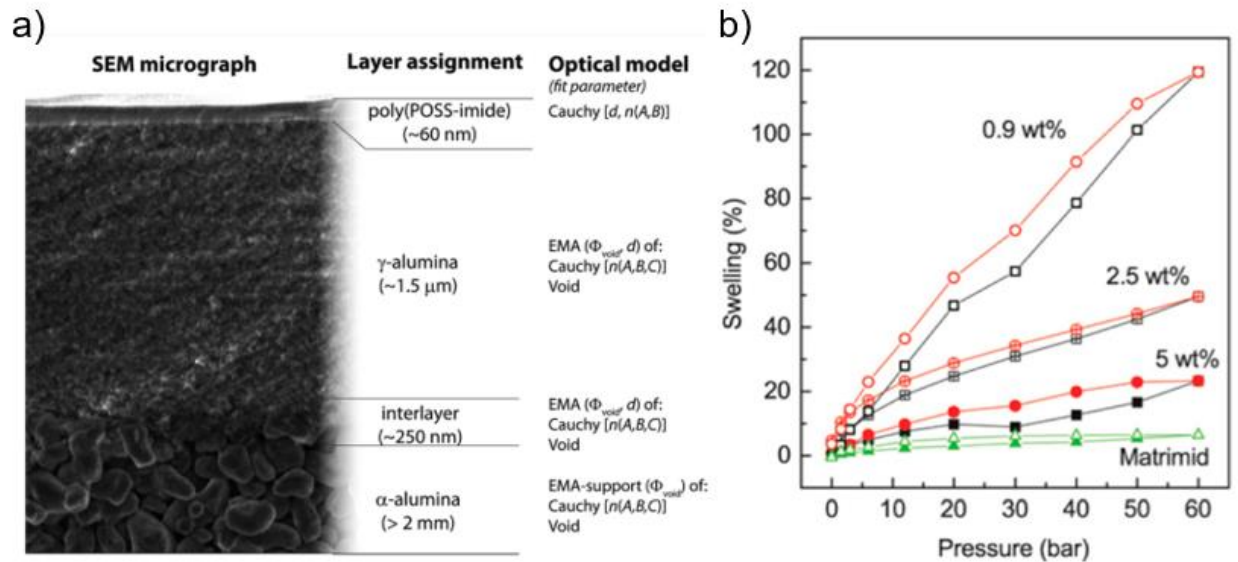 a)
SEM micrograph
Layer assignment
Optical model
(fit parameter)
poly(POSS-imide)
(~60 nm)
Cauchy [d, n(A,B)]
γ-alumina
(~1.5 μm)
EMA (Φvoid, d) of:
Cauchy [n(A,B,C)]
Void
interlayer
(~250 nm)
EMA (Φvoid, d) of:
Cauchy [n(A,B,C)]
Void
α-alumina
(> 2 mm)
EMA-support (Φvoid) of:
Cauchy [n(A,B,C)]
Void
b)
Swelling (%)
120
100
80
60
40
20
0
0.9 wt%
2.5 wt%
5 wt%
Matrimid
0 10 20 30 40 50 60
Pressure (bar)